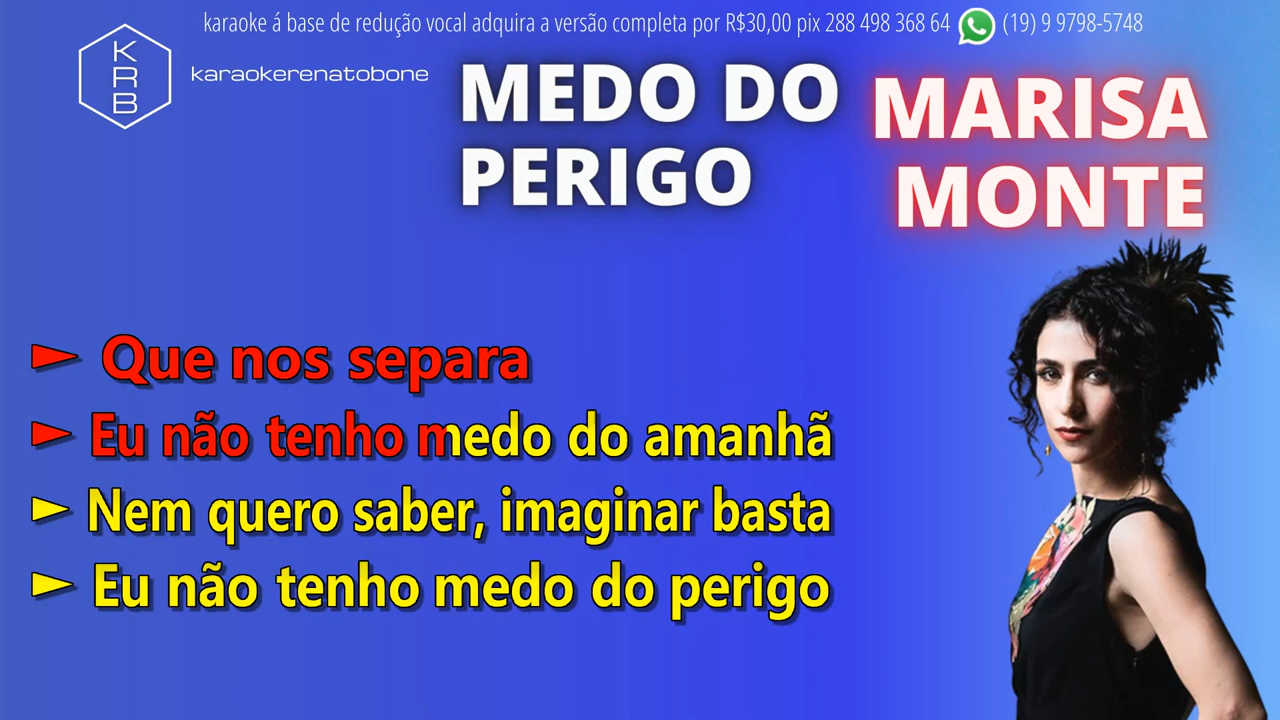 karaoke á base de redução vocal adquira a versão completa por R$30,00 pix 288 498 368 64 (19) 9 9798-5748
KRB
karaokerenatobone
MEDO DO
PERIGO
MARISA
MONTE
► Que nos separa
► Eu não tenho medo do amanhã
► Nem quero saber, imaginar basta
► Eu não tenho medo do perigo